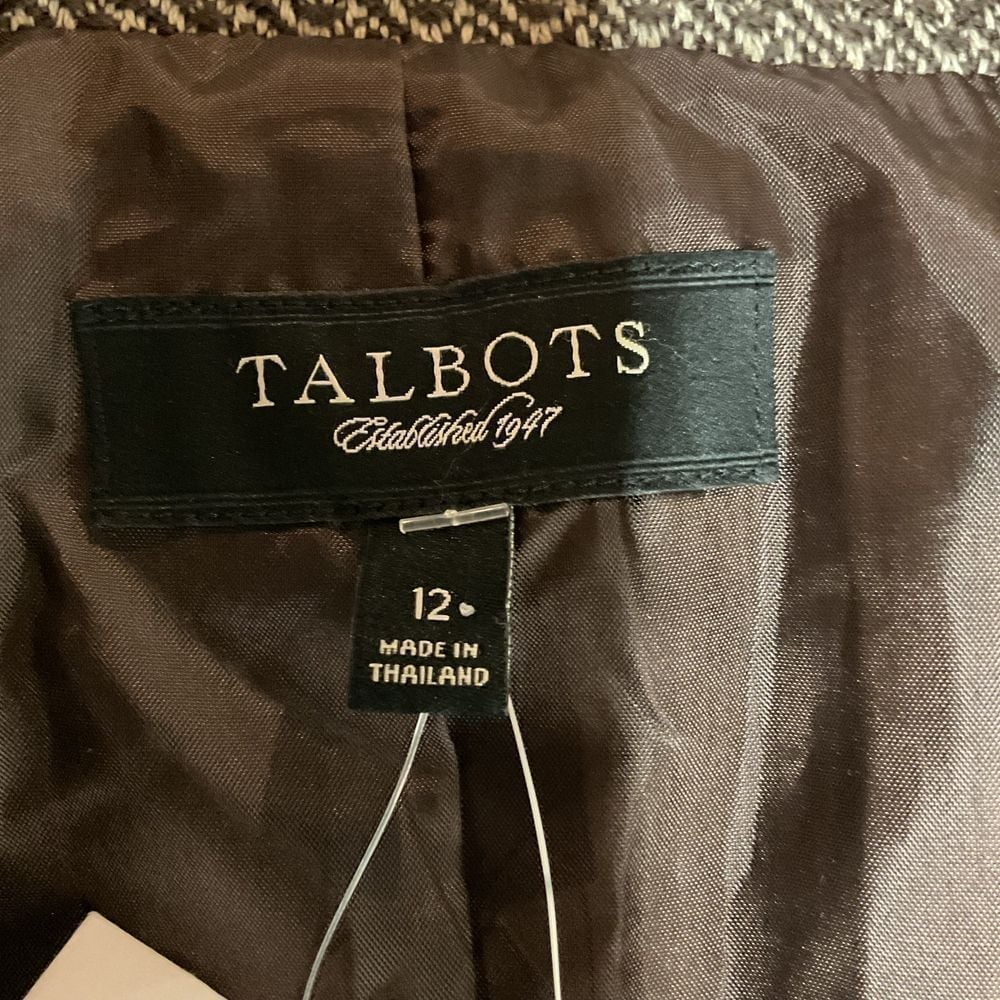 TALBOTS
Established 1947
12
MADE IN
THAILAND